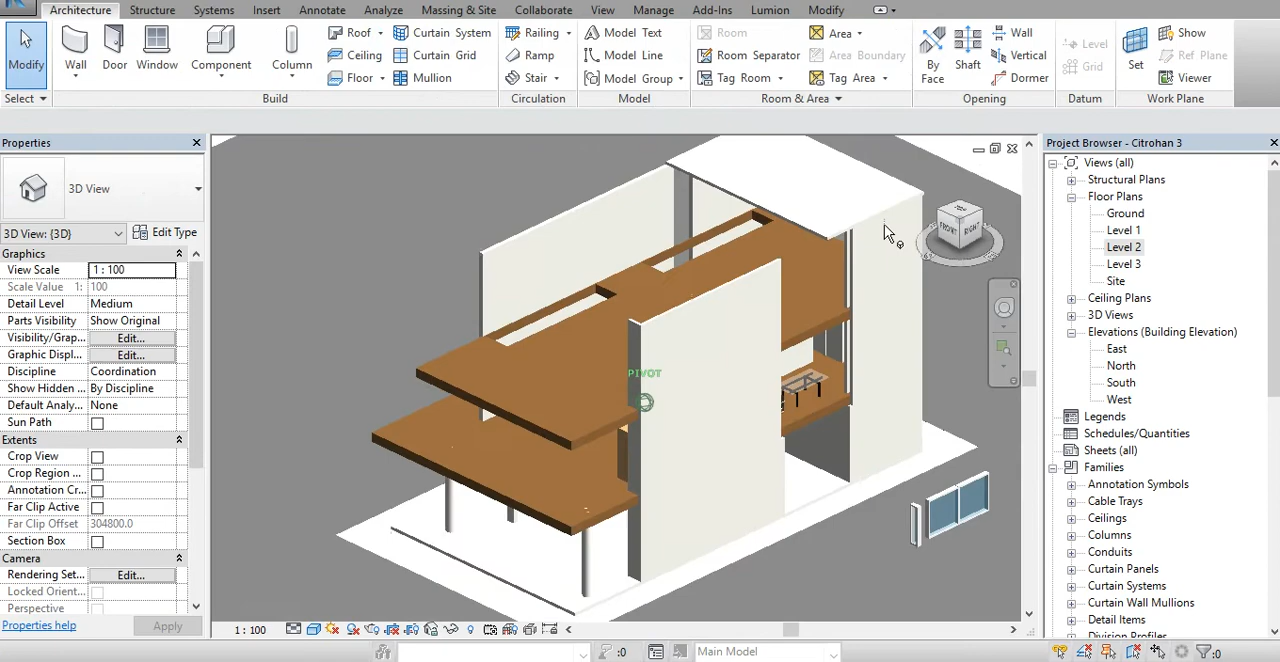 Architecture Structure Systems Insert Annotate Analyze Massing & Site Collaborate View Manage Add-Ins Lumion Modify
Modify
Select
Wall
Door
Window
Component
Column
Roof
Ceiling
Floor
Curtain System
Curtain Grid
Mullion
Build
Railing
Ramp
Stair
Circulation
Model Text
Model Line
Model Group
Model
Room
Room Separator
Tag Room
Area
Area Boundary
Tag Area
Room & Area
By
Face
Shaft
Wall
Vertical
Dormer
Opening
Level
Grid
Datum
Set
Show
Ref Plane
Viewer
Work Plane
Properties
3D View
3D View: {3D}
Edit Type
Graphics
View Scale 1 : 100
Scale Value 1: 100
Detail Level Medium
Parts Visibility Show Original
Visibility/Grap... Edit...
Graphic Displ... Edit...
Discipline Coordination
Show Hidden ... By Discipline
Default Analy... None
Sun Path
Extents
Crop View
Crop Region ...
Annotation Cr...
Far Clip Active
Far Clip Offset 304800.0
Section Box
Camera
Rendering Set... Edit...
Locked Orient...
Perspective
Properties help
Apply
PIVOT
FRONT
RIGHT
1 : 100
Project Browser - Citrohan 3
Views (all)
Structural Plans
Floor Plans
Ground
Level 1
Level 2
Level 3
Site
Ceiling Plans
3D Views
Elevations (Building Elevation)
East
North
South
West
Legends
Schedules/Quantities
Sheets (all)
Families
Annotation Symbols
Cable Trays
Ceilings
Columns
Conduits
Curtain Panels
Curtain Systems
Curtain Wall Mullions
Detail Items
Division Profiles
:0
Main Model
:0